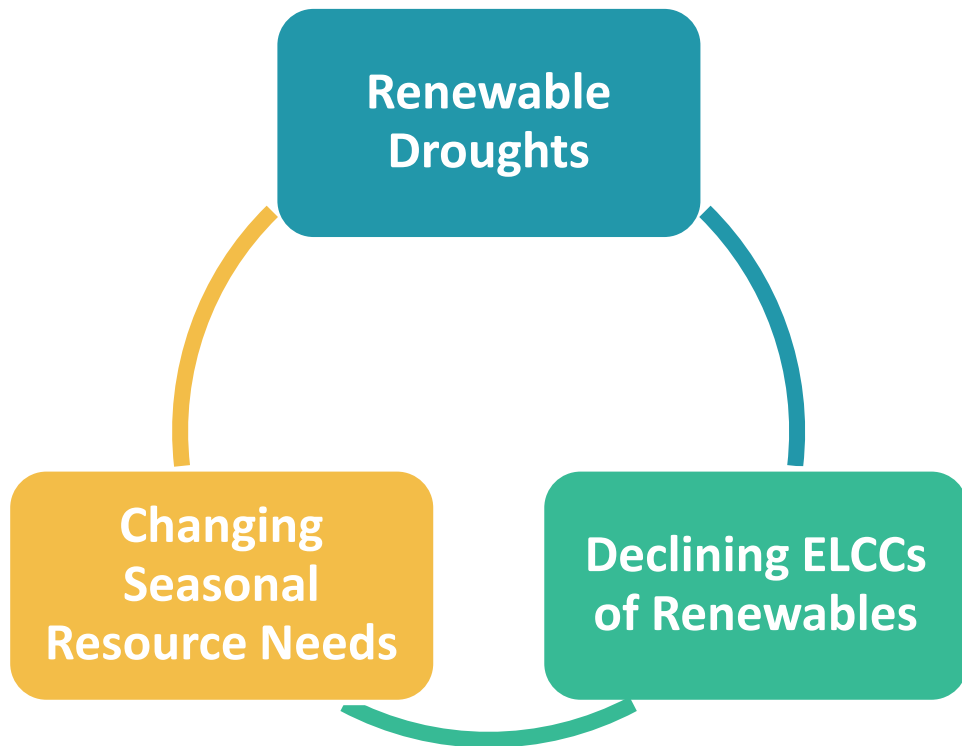 Renewable
Droughts
Changing
Seasonal
Resource Needs
Declining ELCCs
of Renewables